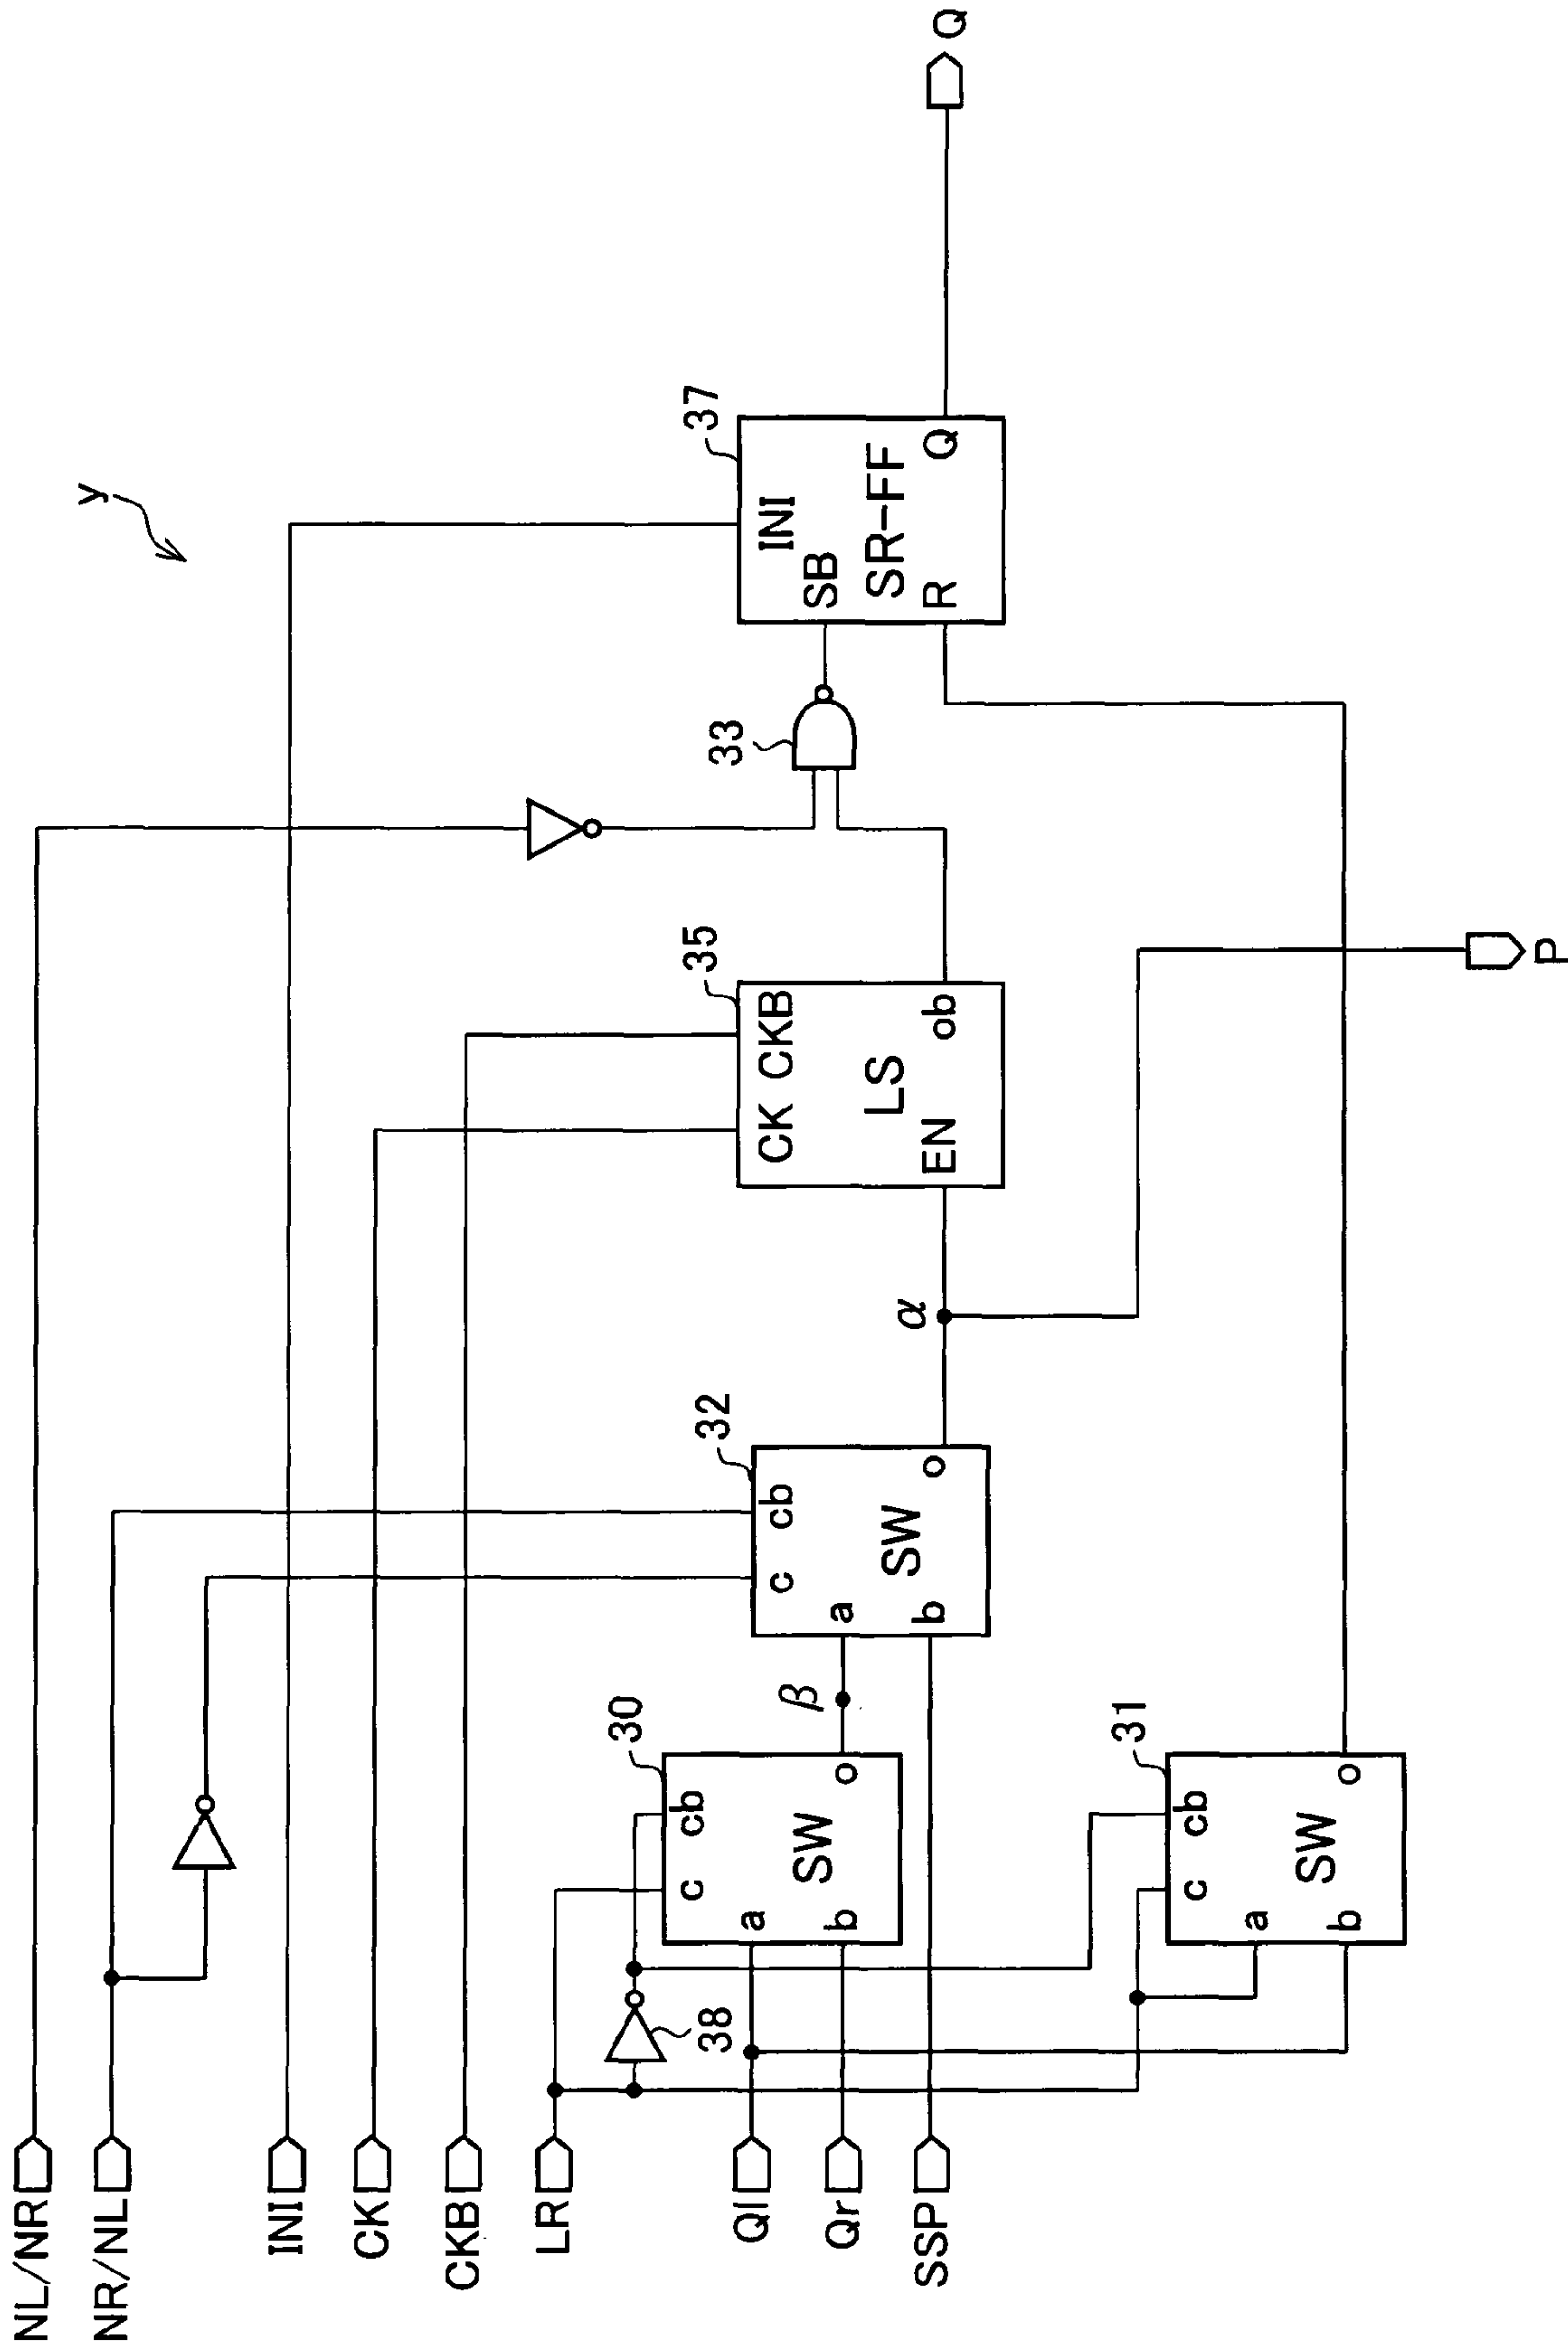 y
NL/NR
NR/NL
INI
CK
CKB
LR
Ql
Qr
SSP
38
30
c cb
a
b
SW
o
β
31
c cb
a
b
SW
o
32
c cb
a
b
SW
o
α
35
CK CKB
LS
EN
ob
P
33
37
INI
SB
SR-FF
R
Q
Q